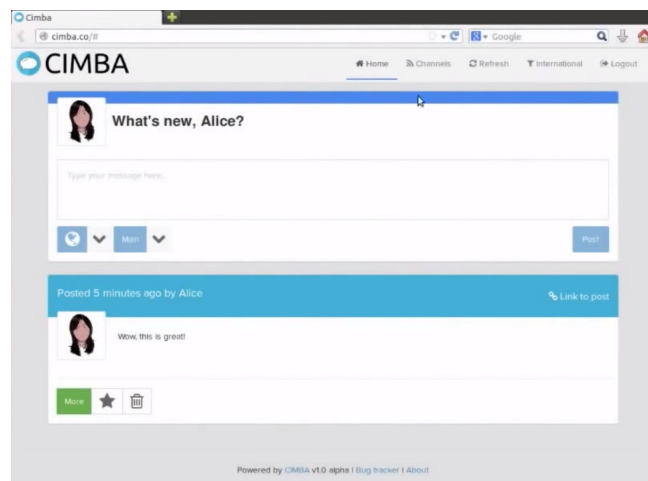 Cimba
cimba.co/#
Google
CIMBA
Home Channels Refresh International Logout
What's new, Alice?
Type your message here...
Main
Post
Posted 5 minutes ago by Alice
Link to post
Wow, this is great!
More
Powered by CIMBA v1.0 alpha | Bug tracker | About